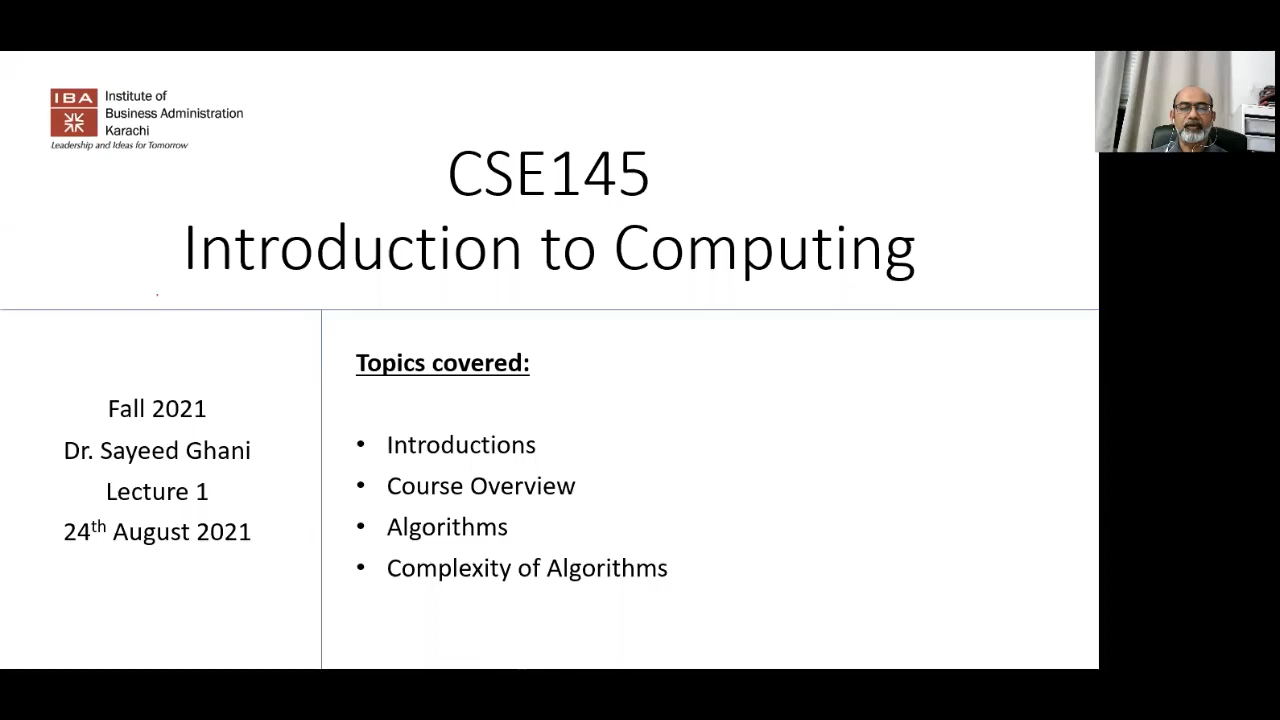 IBA
Institute of
Business Administration
Karachi
Leadership and Ideas for Tomorrow
CSE145
Introduction to Computing
Fall 2021
Dr. Sayeed Ghani
Lecture 1
24th August 2021
Topics covered:
• Introductions
• Course Overview
• Algorithms
• Complexity of Algorithms